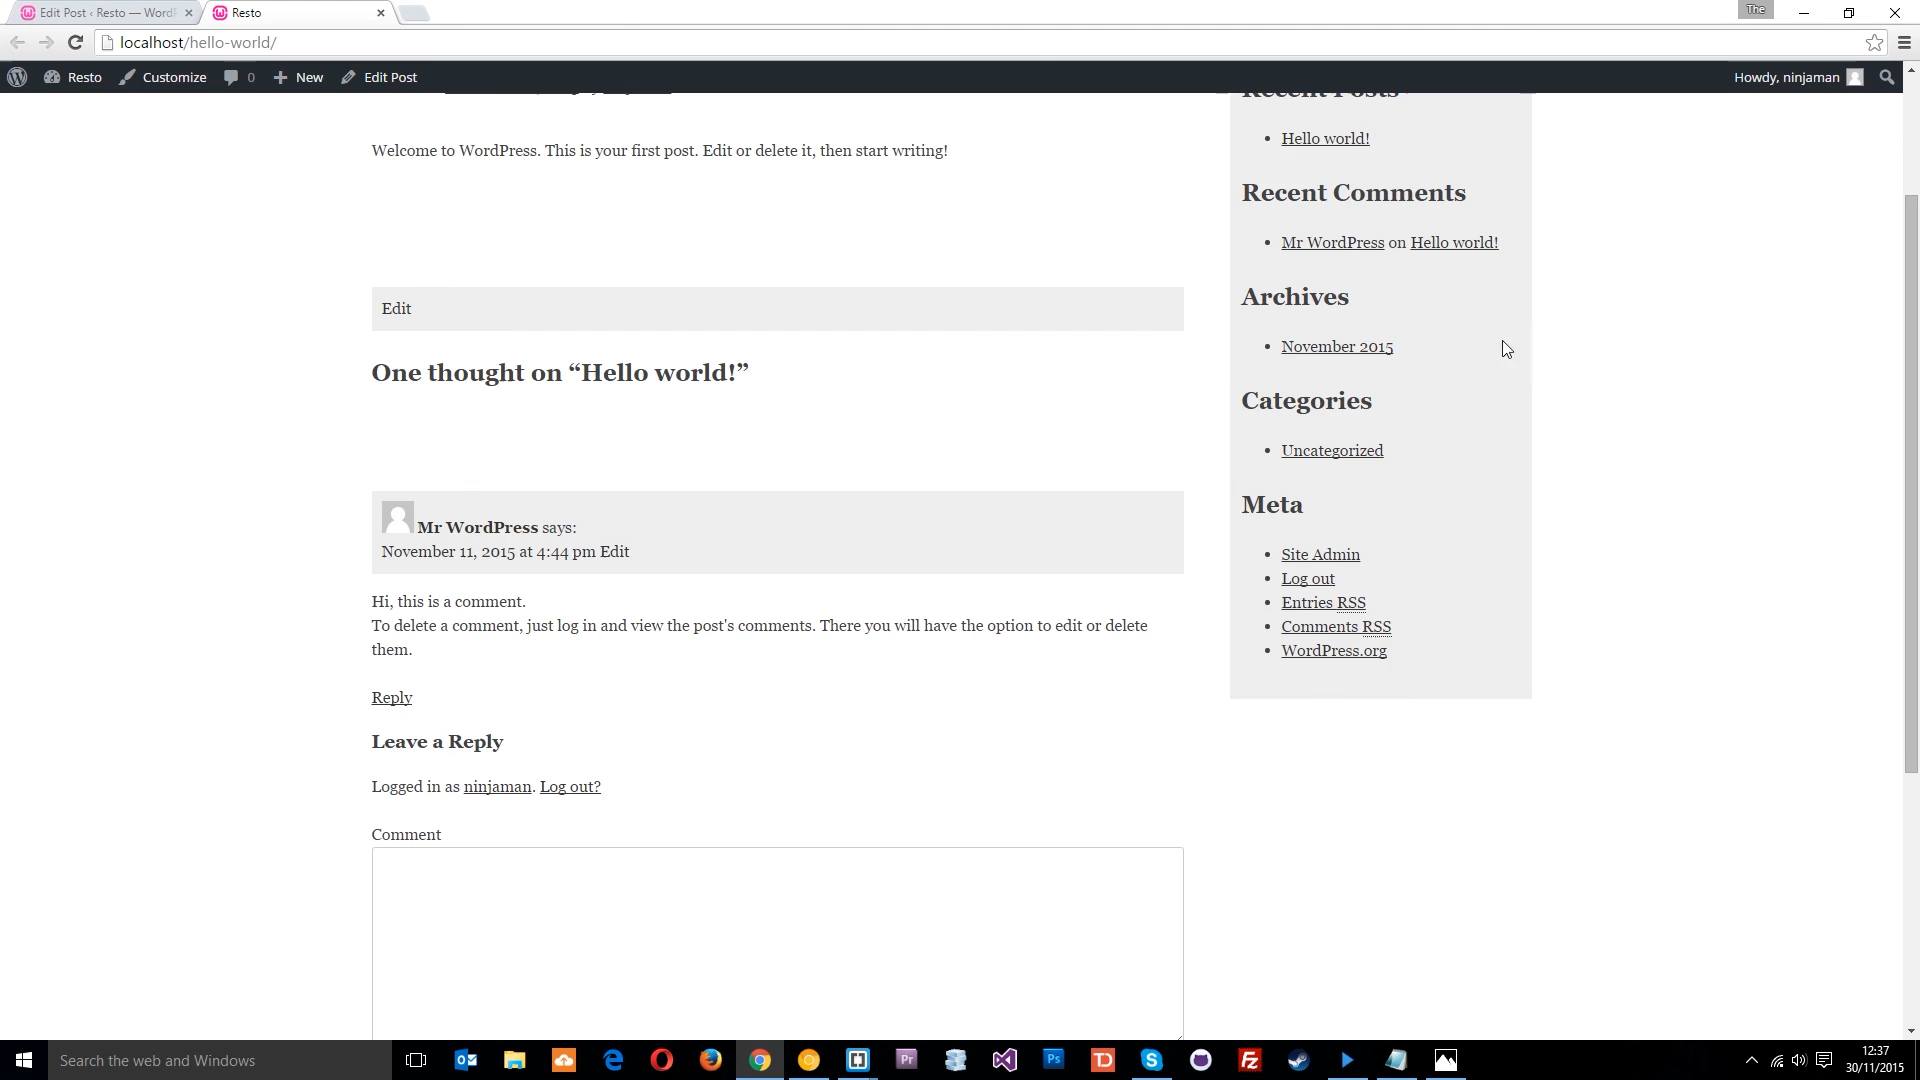 Edit Post ‹ Resto — WordP
Resto
The
localhost/hello-world/
Resto
Customize
0
New
Edit Post
Howdy, ninjaman
Recent Posts
Welcome to WordPress. This is your first post. Edit or delete it, then start writing!
Hello world!
Recent Comments
Mr WordPress on Hello world!
Edit
Archives
November 2015
One thought on “Hello world!”
Categories
Uncategorized
Meta
Mr WordPress says:
November 11, 2015 at 4:44 pm Edit
Site Admin
Log out
Entries RSS
Comments RSS
WordPress.org
Hi, this is a comment.
To delete a comment, just log in and view the post's comments. There you will have the option to edit or delete
them.
Reply
Leave a Reply
Logged in as ninjaman. Log out?
Comment
Search the web and Windows
12:37
30/11/2015